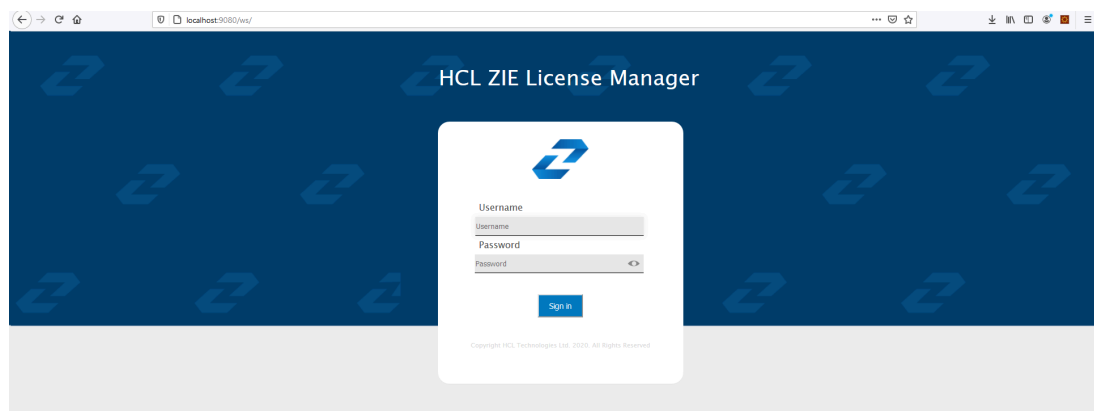 localhost:9080/ws/
HCL ZIE License Manager
Username
Username
Password
Password
Sign in
Copyright HCL Technologies Ltd. 2020. All Rights Reserved